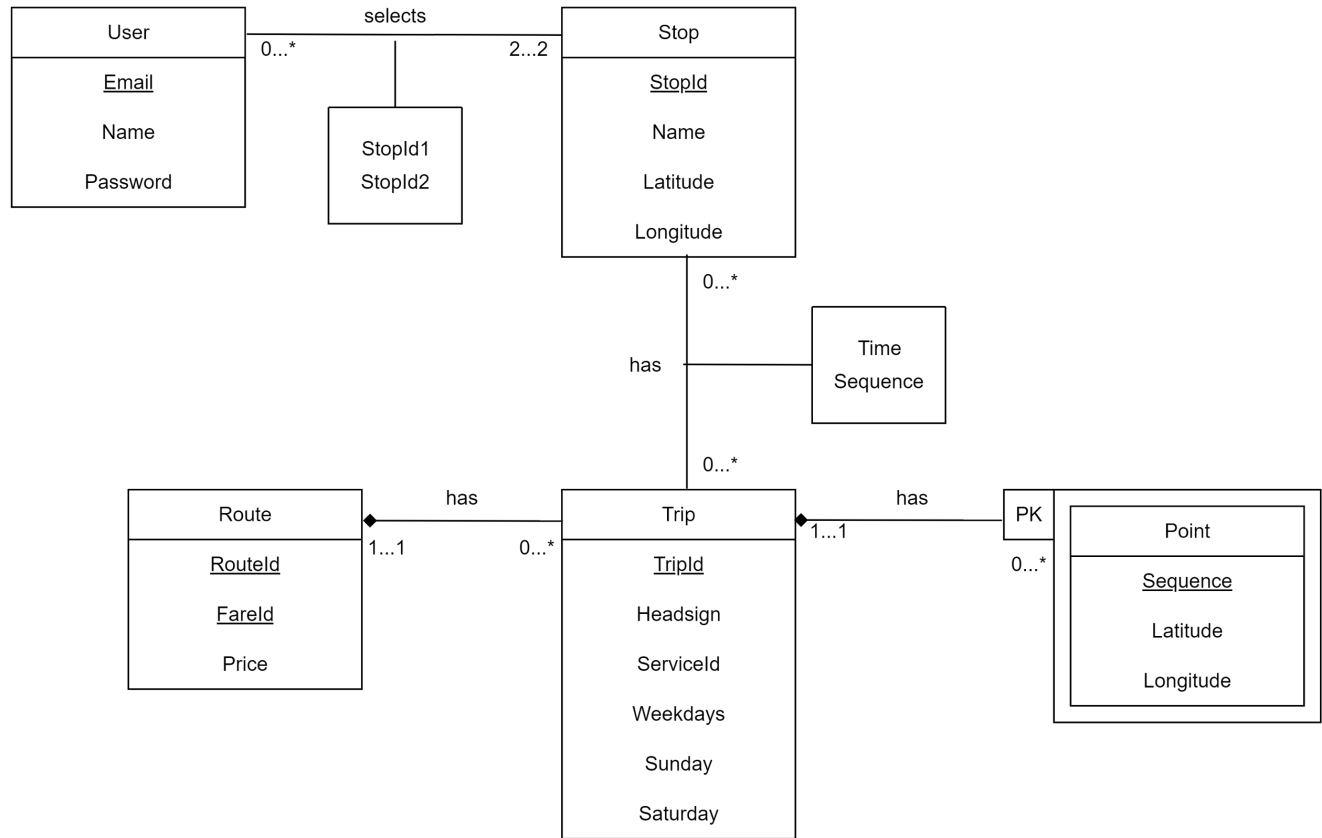 selects
User
0...*
2...2
Stop
Email
Name
Password
StopId1
StopId2
StopId
Name
Latitude
Longitude
0...*
has
Time
Sequence
0...*
Route
has
1...1
0...*
Trip
has
1...1
PK
0...*
Point
RouteId
FareId
Price
TripId
Headsign
ServiceId
Weekdays
Sunday
Saturday
Sequence
Latitude
Longitude